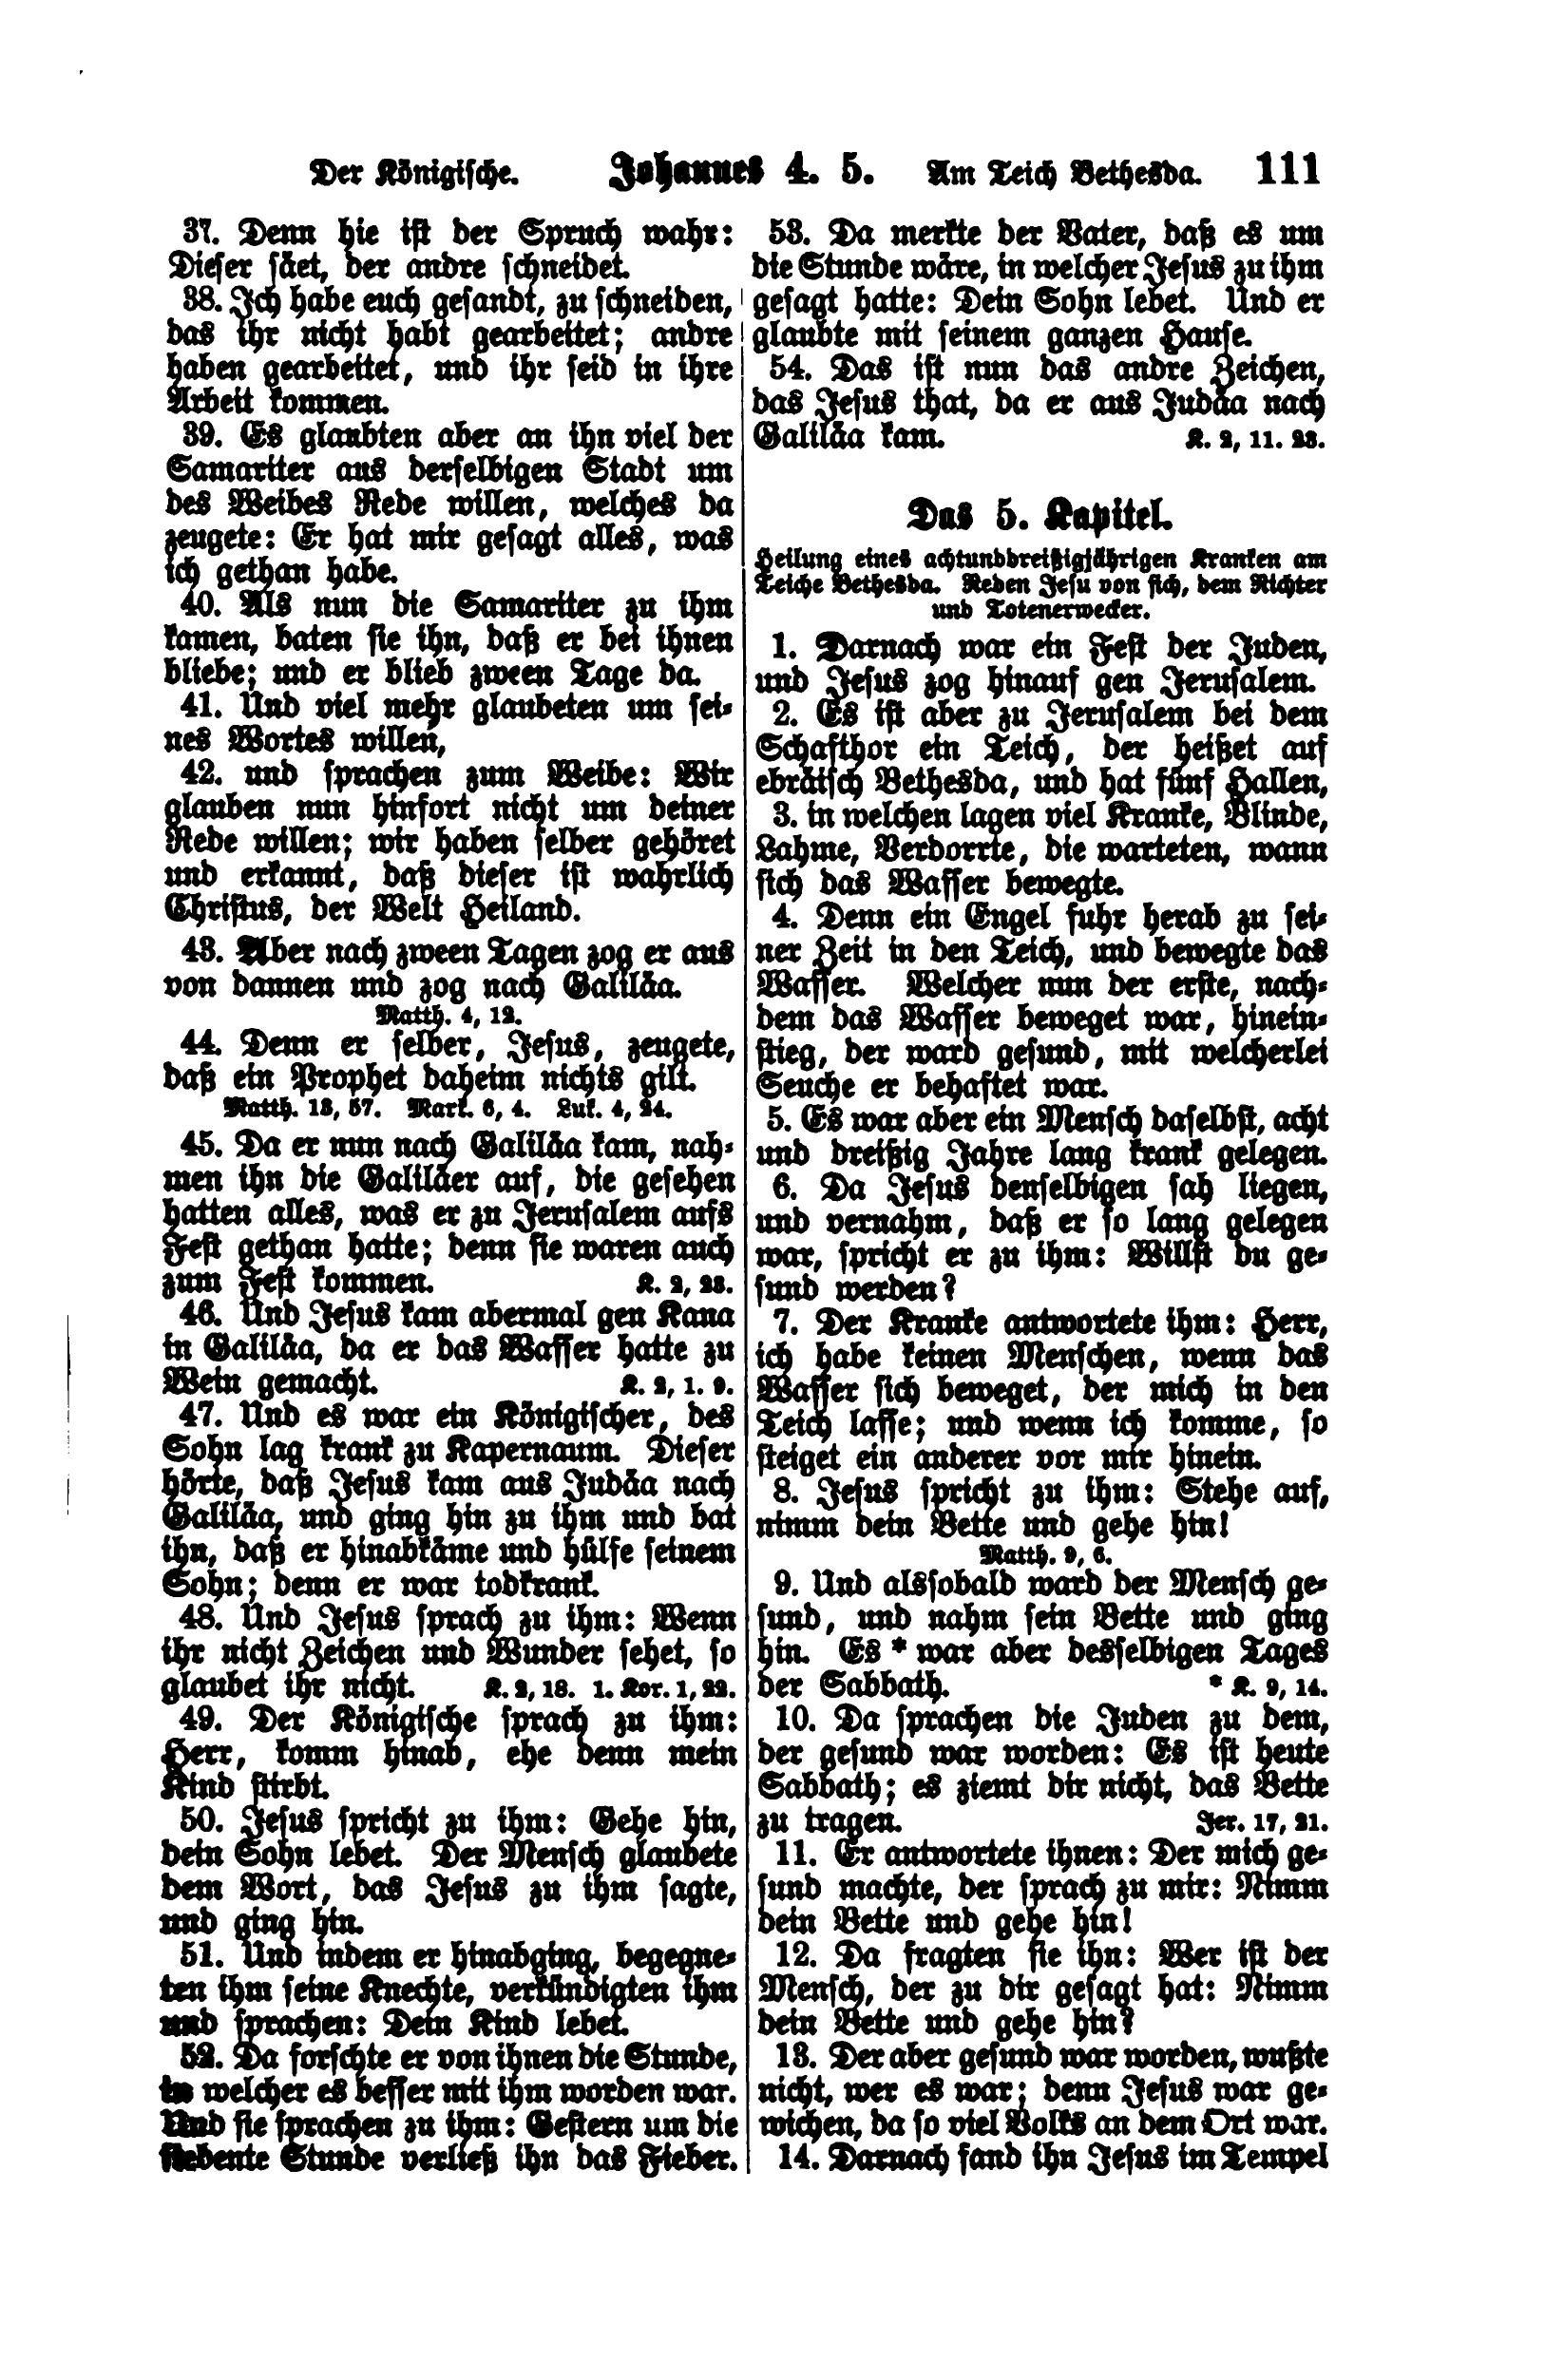 Der Königische. Johannes 4. 5. Am Teich Bethesda. 111
37. Denn hie ist der Spruch wahr:
Dieser säet, der andre schneidet.
38. Ich habe euch gesandt, zu schneiden,
das ihr nicht habt gearbeitet; andre
haben gearbeitet, und ihr seid in ihre
Arbeit kommen.
39. Es glaubten aber an ihn viel der
Samariter aus derselbigen Stadt um
des Weibes Rede willen, welches da
zeugete: Er hat mir gesagt alles, was
ich gethan habe.
40. Als nun die Samariter zu ihm
kamen, baten sie ihn, daß er bei ihnen
bliebe; und er blieb zween Tage da.
41. Und viel mehr glaubeten um sei-
nes Wortes willen,
42. und sprachen zum Weibe: Wir
glauben nun hinfort nicht um deiner
Rede willen; wir haben selber gehöret
und erkannt, daß dieser ist wahrlich
Christus, der Welt Heiland.
43. Aber nach zween Tagen zog er aus
von dannen und zog nach Galiläa.
Matth. 4, 12.
44. Denn er selber, Jesus, zeugete,
daß ein Prophet daheim nichts gilt.
Matth. 13, 57. Mark. 6, 4. Luk. 4, 24.
45. Da er nun nach Galiläa kam, nah-
men ihn die Galiläer auf, die gesehen
hatten alles, was er zu Jerusalem aufs
Fest gethan hatte; denn sie waren auch
zum Fest kommen. K. 2, 23.
46. Und Jesus kam abermal gen Kana
in Galiläa, da er das Wasser hatte zu
Wein gemacht. K. 2, 1. 9.
47. Und es war ein Königischer, des
Sohn lag krank zu Kapernaum. Dieser
hörte, daß Jesus kam aus Judäa nach
Galiläa, und ging hin zu ihm und bat
ihn, daß er hinabkäme und hülfe seinem
Sohn; denn er war todkrank.
48. Und Jesus sprach zu ihm: Wenn
ihr nicht Zeichen und Wunder sehet, so
glaubet ihr nicht. K. 2, 18. 1. Kor. 1, 22.
49. Der Königische sprach zu ihm:
Herr, komm hinab, ehe denn mein
Kind stirbt.
50. Jesus spricht zu ihm: Gehe hin,
dein Sohn lebet. Der Mensch glaubete
dem Wort, das Jesus zu ihm sagte,
und ging hin.
51. Und indem er hinabging, begegne-
ten ihm seine Knechte, verkündigten ihm
und sprachen: Dein Kind lebet.
52. Da forschte er von ihnen die Stunde,
in welcher es besser mit ihm worden war.
Und sie sprachen zu ihm: Gestern um die
siebente Stunde verließ ihn das Fieber.
53. Da merkte der Vater, daß es um
die Stunde wäre, in welcher Jesus zu ihm
gesagt hatte: Dein Sohn lebet. Und er
glaubte mit seinem ganzen Hause.
54. Das ist nun das andre Zeichen,
das Jesus that, da er aus Judäa nach
Galiläa kam. K. 2, 11. 23.
Das 5. Kapitel.
Heilung eines achtunddreißigjährigen Kranken am
Teiche Bethesda. Reden Jesu von sich, dem Richter
und Totenerwecker.
1. Darnach war ein Fest der Juden,
und Jesus zog hinauf gen Jerusalem.
2. Es ist aber zu Jerusalem bei dem
Schafthor ein Teich, der heißet auf
ebräisch Bethesda, und hat fünf Hallen,
3. in welchen lagen viel Kranke, Blinde,
Lahme, Verdorrte, die warteten, wann
sich das Wasser bewegte.
4. Denn ein Engel fuhr herab zu sei-
ner Zeit in den Teich, und bewegte das
Wasser. Welcher nun der erste, nach-
dem das Wasser beweget war, hinein-
stieg, der ward gesund, mit welcherlei
Seuche er behaftet war.
5. Es war aber ein Mensch daselbst, acht
und dreißig Jahre lang krank gelegen.
6. Da Jesus denselbigen sah liegen,
und vernahm, daß er so lang gelegen
war, spricht er zu ihm: Willst du ge-
sund werden?
7. Der Kranke antwortete ihm: Herr,
ich habe keinen Menschen, wenn das
Wasser sich beweget, der mich in den
Teich lasse; und wenn ich komme, so
steiget ein anderer vor mir hinein.
8. Jesus spricht zu ihm: Stehe auf,
nimm dein Bette und gehe hin!
Matth. 9, 6.
9. Und alssobald ward der Mensch ge-
sund, und nahm sein Bette und ging
hin. Es * war aber desselbigen Tages
der Sabbath. * K. 9, 14.
10. Da sprachen die Juden zu dem,
der gesund war worden: Es ist heute
Sabbath; es ziemt dir nicht, das Bette
zu tragen. Jer. 17, 21.
11. Er antwortete ihnen: Der mich ge-
sund machte, der sprach zu mir: Nimm
dein Bette und gehe hin!
12. Da fragten sie ihn: Wer ist der
Mensch, der zu dir gesagt hat: Nimm
dein Bette und gehe hin?
13. Der aber gesund war worden, wußte
nicht, wer es war; denn Jesus war ge-
wichen, da so viel Volks an dem Ort war.
14. Darnach fand ihn Jesus im Tempel